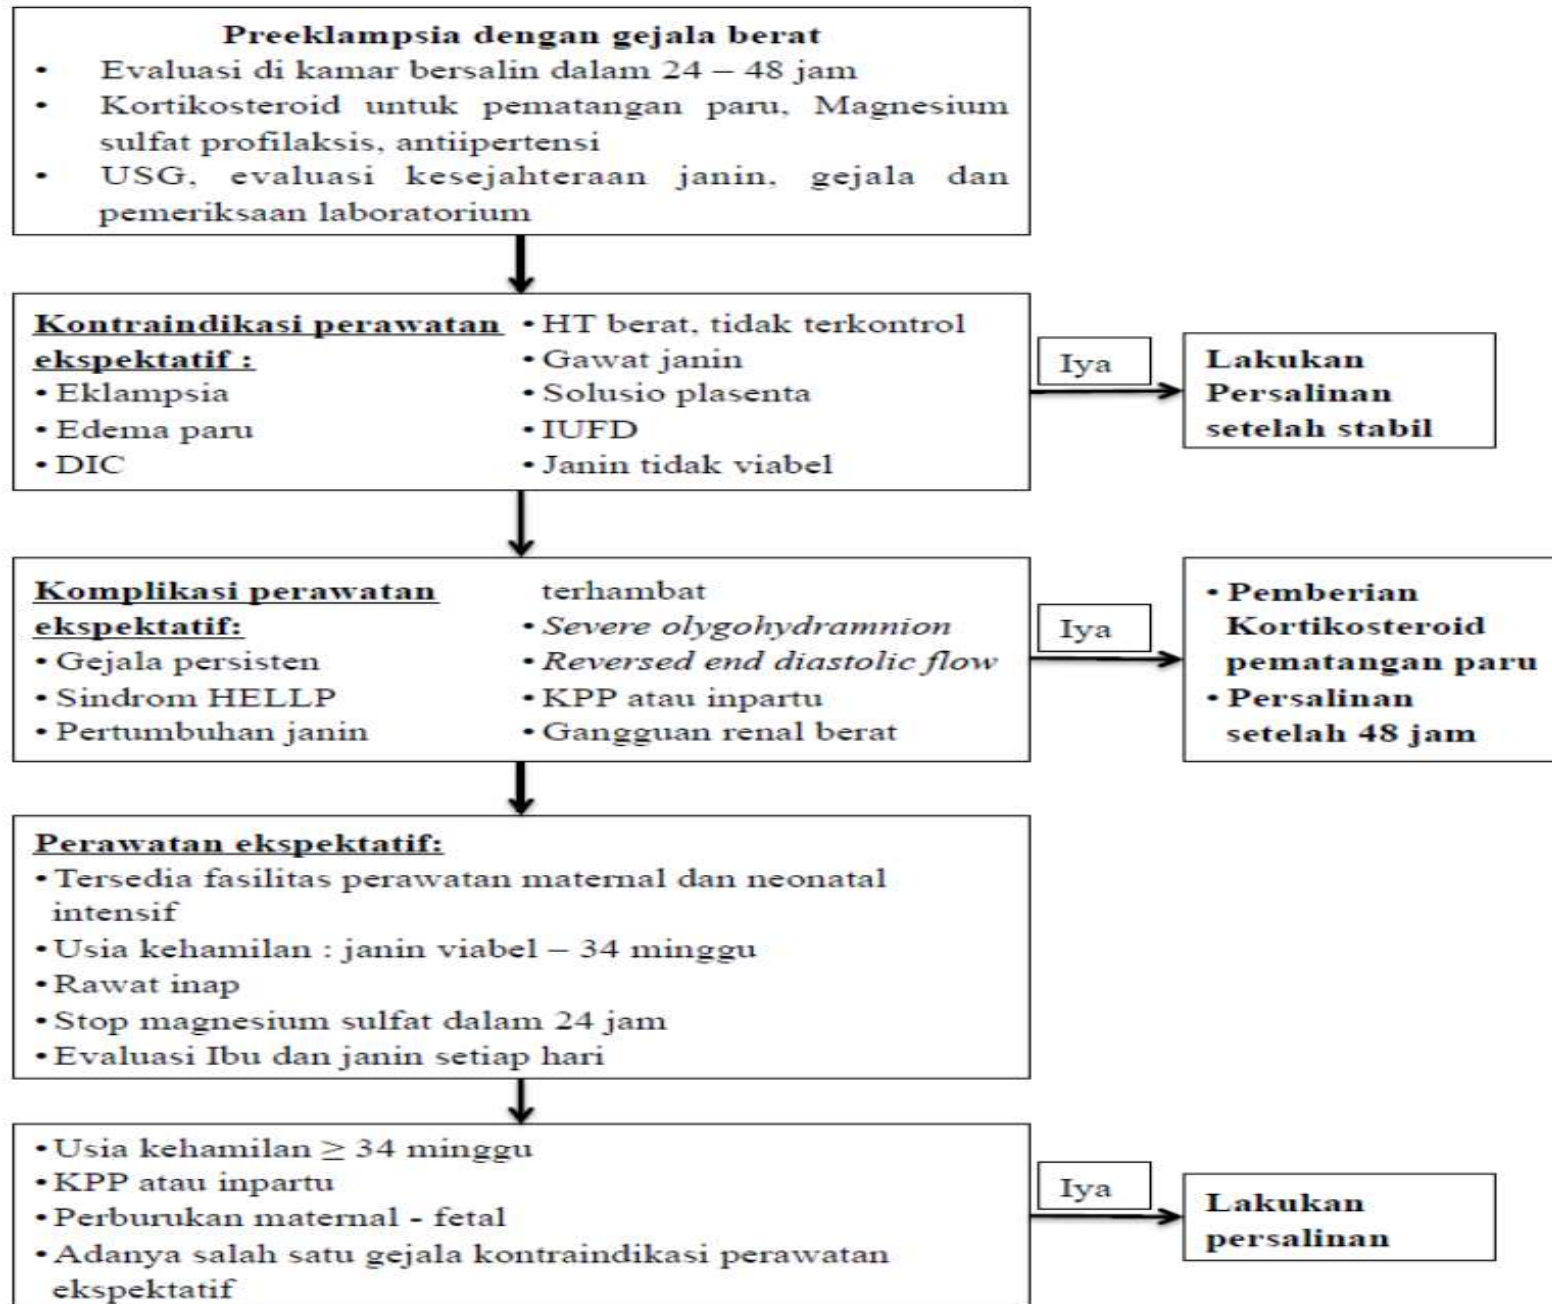 Preeklampsia dengan gejala berat
• Evaluasi di kamar bersalin dalam 24 – 48 jam
• Kortikosteroid untuk pematangan paru, Magnesium
sulfat profilaksis, antiipertensi
• USG, evaluasi kesejahteraan janin, gejala dan
pemeriksaan laboratorium
Kontraindikasi perawatan
ekspektatif :
• Eklampsia
• Edema paru
• DIC
• HT berat, tidak terkontrol
• Gawat janin
• Solusio plasenta
• IUFD
• Janin tidak viabel
Iya
Lakukan
Persalinan
setelah stabil
Komplikasi perawatan
ekspektatif:
• Gejala persisten
• Sindrom HELLP
• Pertumbuhan janin
terhambat
• Severe olygohydramnion
• Reversed end diastolic flow
• KPP atau inpartu
• Gangguan renal berat
Iya
• Pemberian
Kortikosteroid
pematangan paru
• Persalinan
setelah 48 jam
Perawatan ekspektatif:
• Tersedia fasilitas perawatan maternal dan neonatal
intensif
• Usia kehamilan : janin viabel – 34 minggu
• Rawat inap
• Stop magnesium sulfat dalam 24 jam
• Evaluasi Ibu dan janin setiap hari
• Usia kehamilan ≥ 34 minggu
• KPP atau inpartu
• Perburukan maternal - fetal
• Adanya salah satu gejala kontraindikasi perawatan
ekspektatif
Iya
Lakukan
persalinan